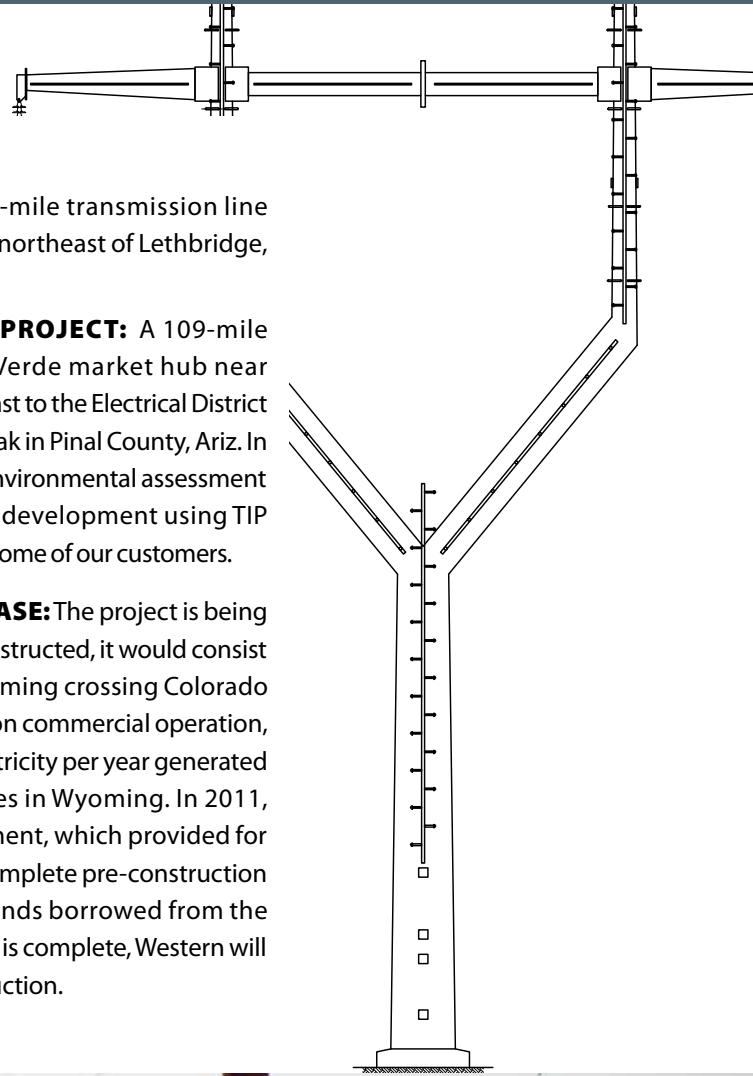 -mile transmission line
northeast of Lethbridge,
PROJECT: A 109-mile
Verde market hub near
st to the Electrical District
ak in Pinal County, Ariz. In
nvironmental assessment
development using TIP
ome of our customers.
ASE: The project is being
structed, it would consist
ming crossing Colorado
on commercial operation,
tricity per year generated
es in Wyoming. In 2011,
ment, which provided for
mplete pre-construction
nds borrowed from the
is complete, Western will
uction.